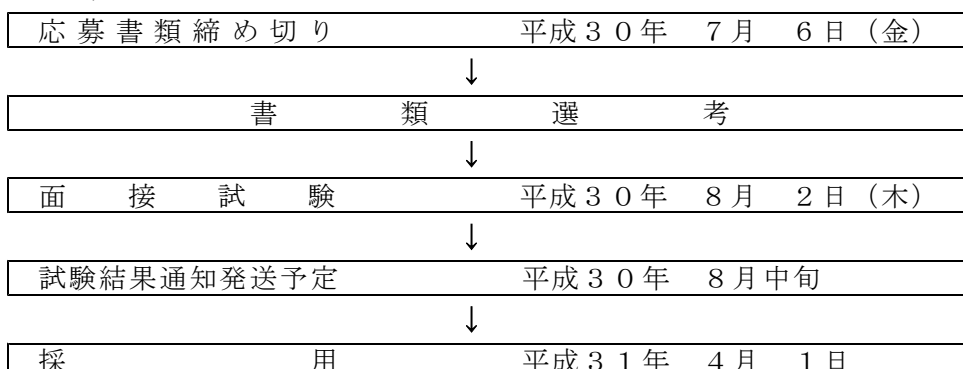 応募書類締め切り　平成３０年　７月　６日（金）
↓
書類選考
↓
面接試験　平成３０年　８月　２日（木）
↓
試験結果通知発送予定　平成３０年　８月中旬
↓
採用　平成３１年　４月　１日